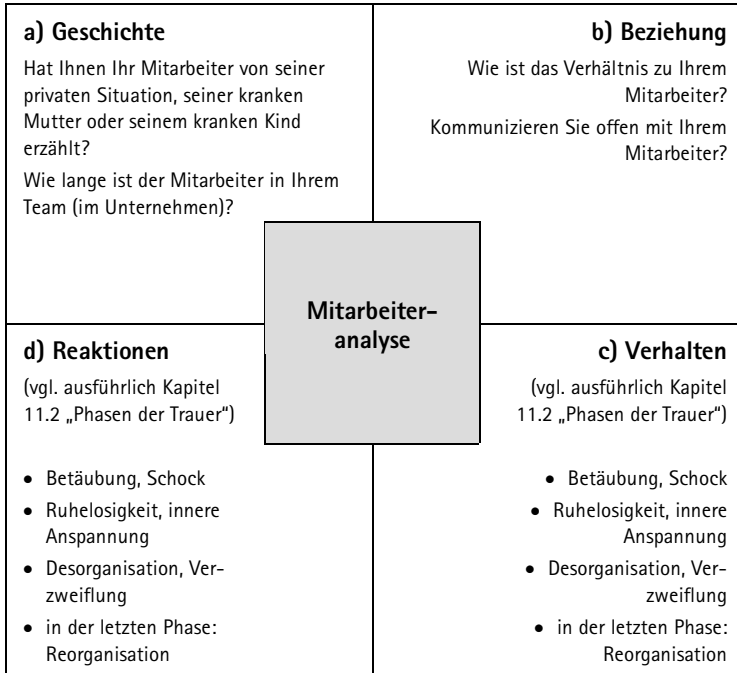 a) Geschichte
Hat Ihnen Ihr Mitarbeiter von seiner
privaten Situation, seiner kranken
Mutter oder seinem kranken Kind
erzählt?
Wie lange ist der Mitarbeiter in Ihrem
Team (im Unternehmen)?
b) Beziehung
Wie ist das Verhältnis zu Ihrem
Mitarbeiter?
Kommunizieren Sie offen mit Ihrem
Mitarbeiter?
Mitarbeiter-
analyse
d) Reaktionen
(vgl. ausführlich Kapitel
11.2 „Phasen der Trauer“)
• Betäubung, Schock
• Ruhelosigkeit, innere
Anspannung
• Desorganisation, Ver-
zweiflung
• in der letzten Phase:
Reorganisation
c) Verhalten
(vgl. ausführlich Kapitel
11.2 „Phasen der Trauer“)
• Betäubung, Schock
• Ruhelosigkeit, innere
Anspannung
• Desorganisation, Ver-
zweiflung
• in der letzten Phase:
Reorganisation